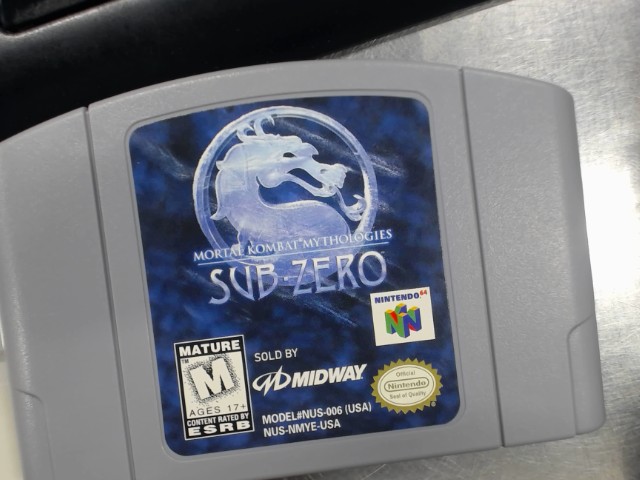 MORTAL KOMBAT MYTHOLOGIES
SUB-ZERO
NINTENDO 64
MATURE
TM
M
AGES 17+
CONTENT RATED BY
ESRB
SOLD BY
MIDWAY
MODEL#NUS-006 (USA)
NUS-NMYE-USA
Official
Nintendo
Seal of Quality